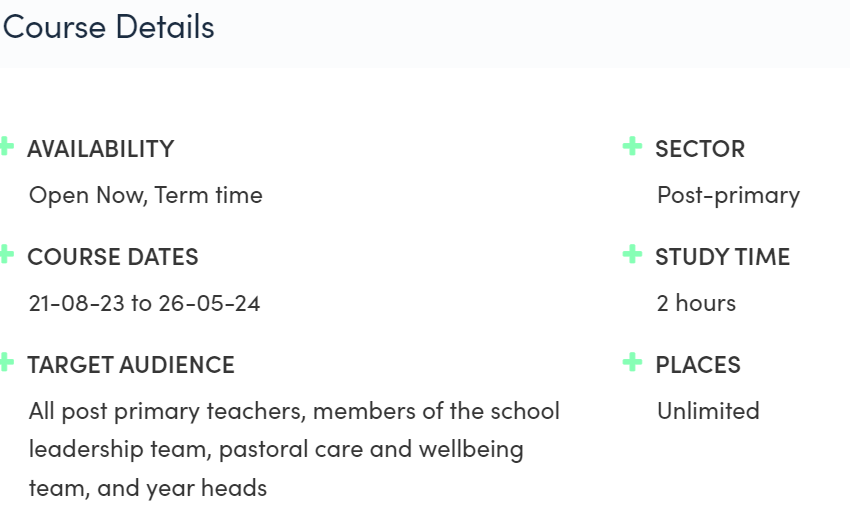 Course Details
AVAILABILITY
Open Now, Term time
COURSE DATES
21-08-23 to 26-05-24
TARGET AUDIENCE
All post primary teachers, members of the school
leadership team, pastoral care and wellbeing
team, and year heads
SECTOR
Post-primary
STUDY TIME
2 hours
PLACES
Unlimited